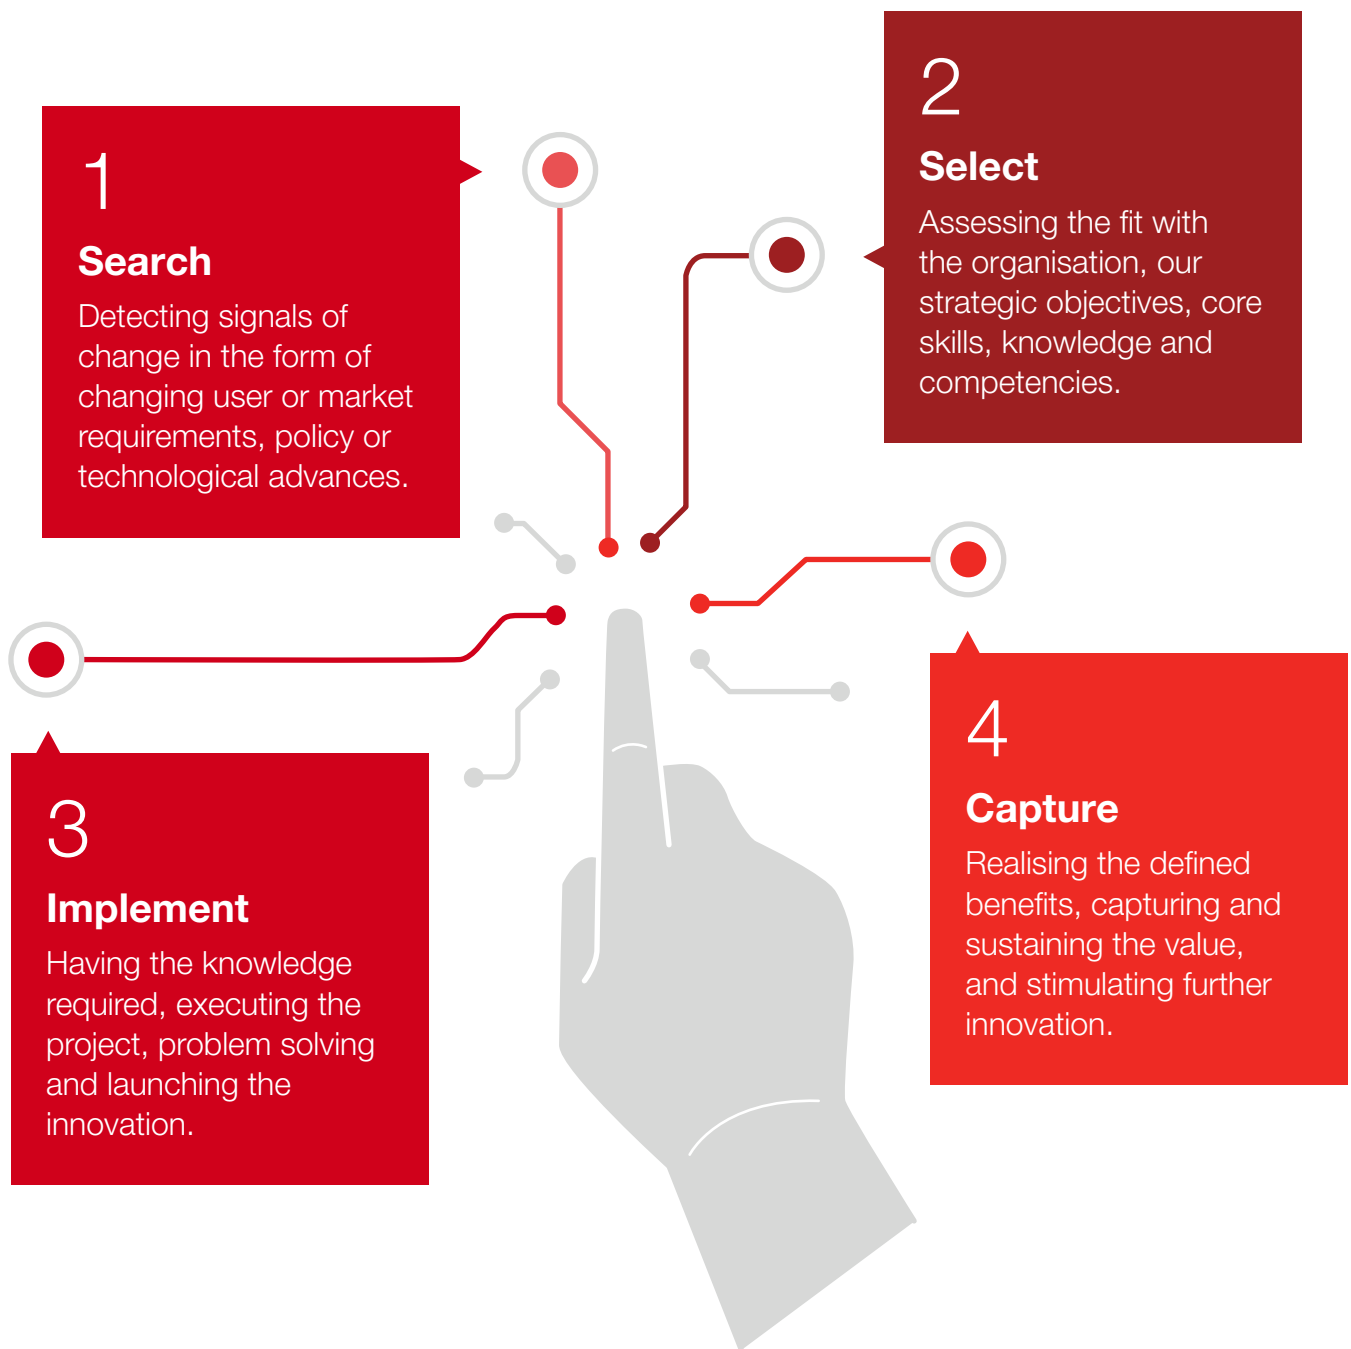 1
Search
Detecting signals of
change in the form of
changing user or market
requirements, policy or
technological advances.
2
Select
Assessing the fit with
the organisation, our
strategic objectives, core
skills, knowledge and
competencies.
3
Implement
Having the knowledge
required, executing the
project, problem solving
and launching the
innovation.
4
Capture
Realising the defined
benefits, capturing and
sustaining the value,
and stimulating further
innovation.